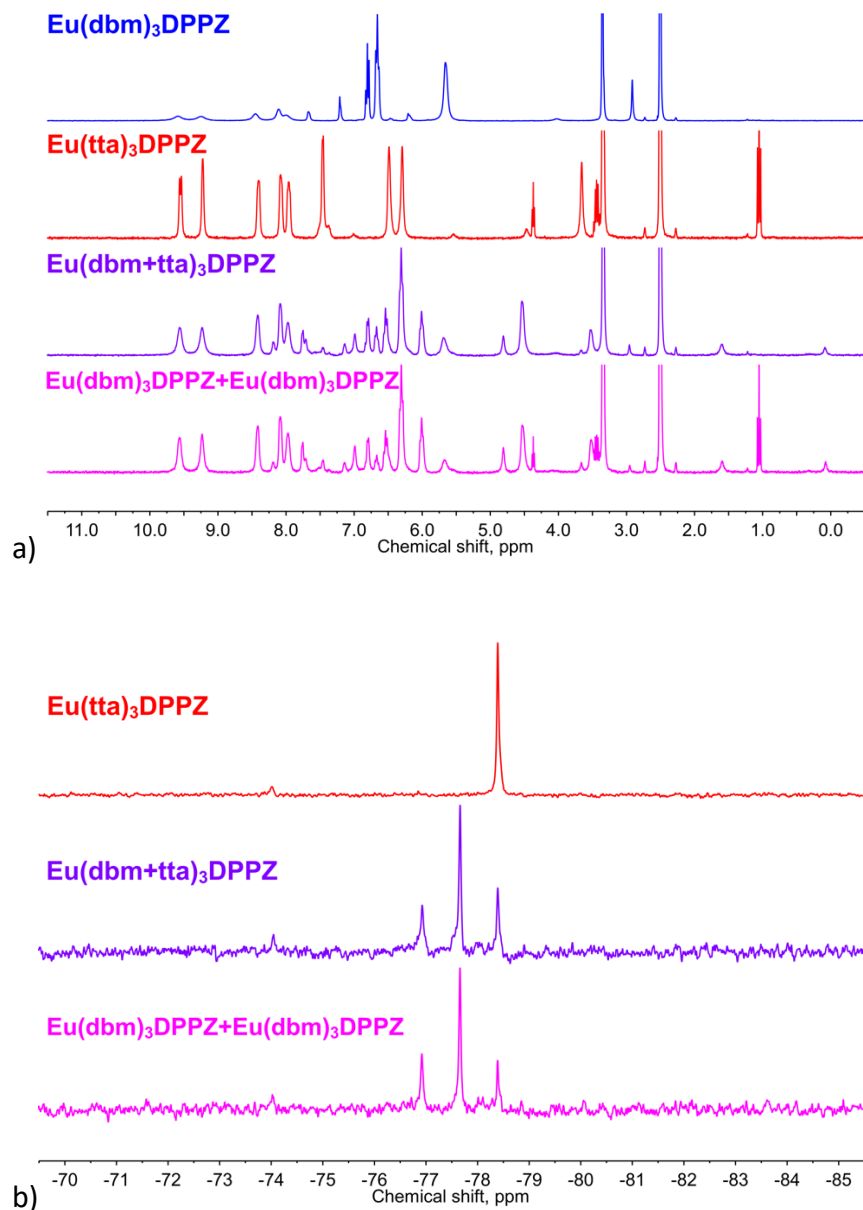 Eu(dbm)₃DPPZ
Eu(tta)₃DPPZ
Eu(dbm+tta)₃DPPZ
Eu(dbm)₃DPPZ+Eu(dbm)₃DPPZ
11.0 10.0 9.0 8.0 7.0 6.0 5.0 4.0 3.0 2.0 1.0 0.0
Chemical shift, ppm
a)
Eu(tta)₃DPPZ
Eu(dbm+tta)₃DPPZ
Eu(dbm)₃DPPZ+Eu(dbm)₃DPPZ
-70 -71 -72 -73 -74 -75 -76 -77 -78 -79 -80 -81 -82 -83 -84 -85
Chemical shift, ppm
b)